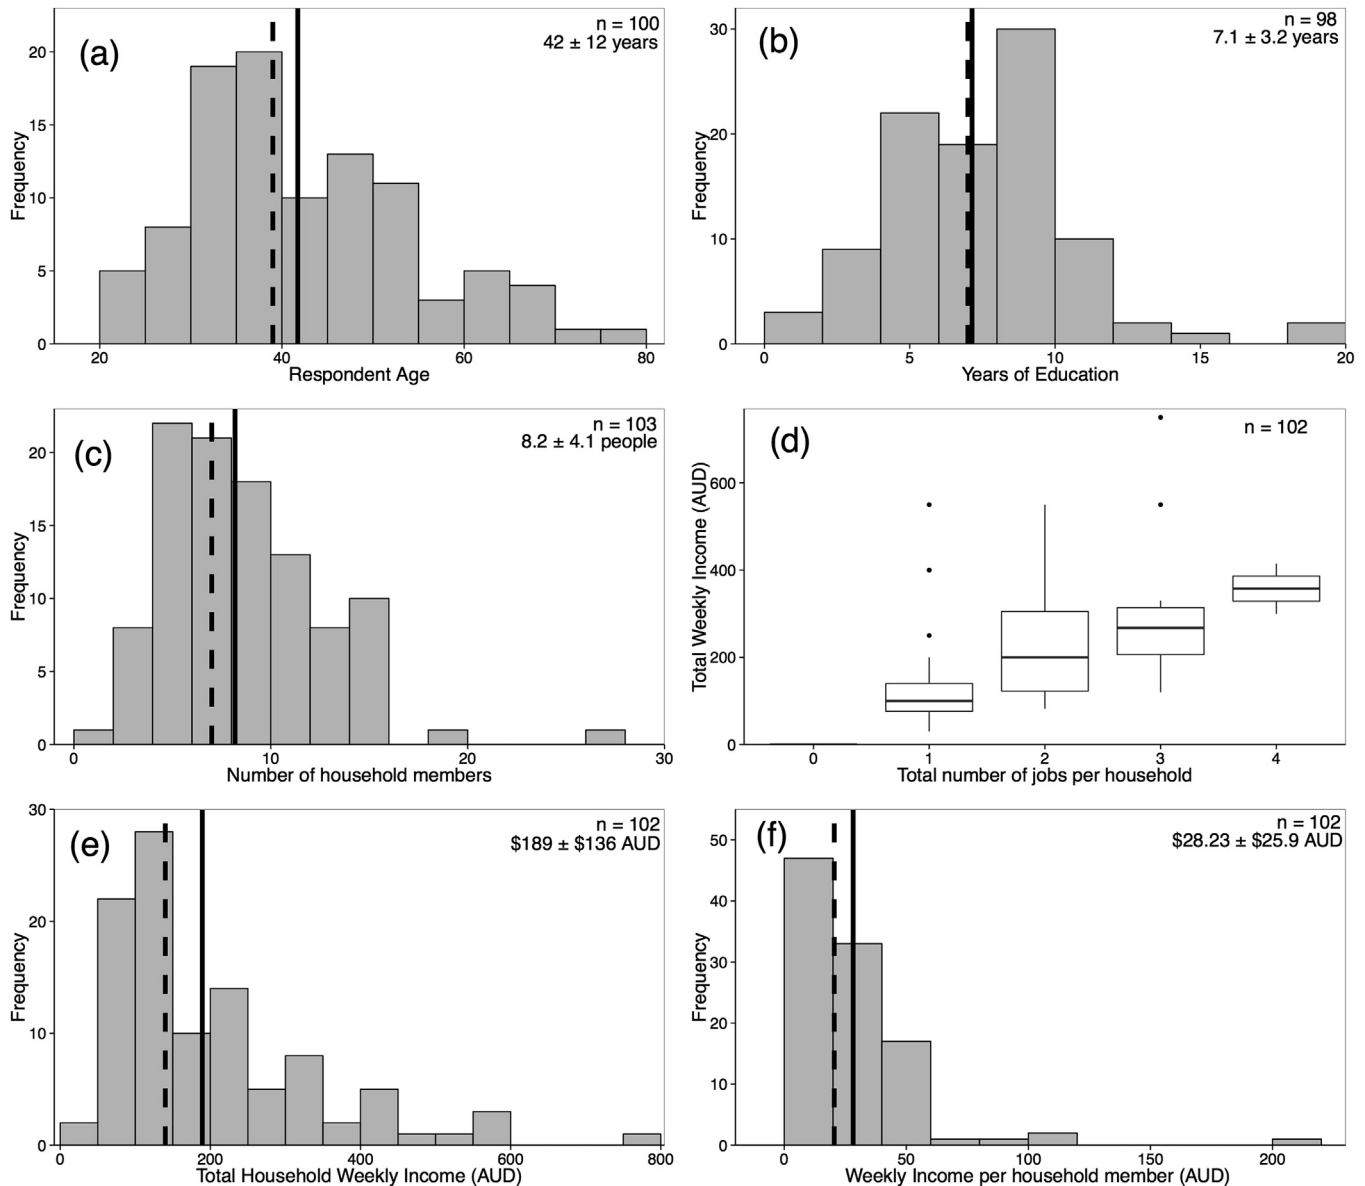 (a)
n = 100
42 ± 12 years
Frequency
20
15
10
5
0
20 40 60 80
Respondent Age
(b)
n = 98
7.1 ± 3.2 years
Frequency
30
20
10
0
0 5 10 15 20
Years of Education
(c)
n = 103
8.2 ± 4.1 people
Frequency
20
15
10
5
0
0 10 20 30
Number of household members
(d)
n = 102
Total Weekly Income (AUD)
600
400
200
0
0 1 2 3 4
Total number of jobs per household
(e)
n = 102
$189 ± $136 AUD
Frequency
30
20
10
0
0 200 400 600 800
Total Household Weekly Income (AUD)
(f)
n = 102
$28.23 ± $25.9 AUD
Frequency
50
40
30
20
10
0
0 50 100 150 200
Weekly Income per household member (AUD)